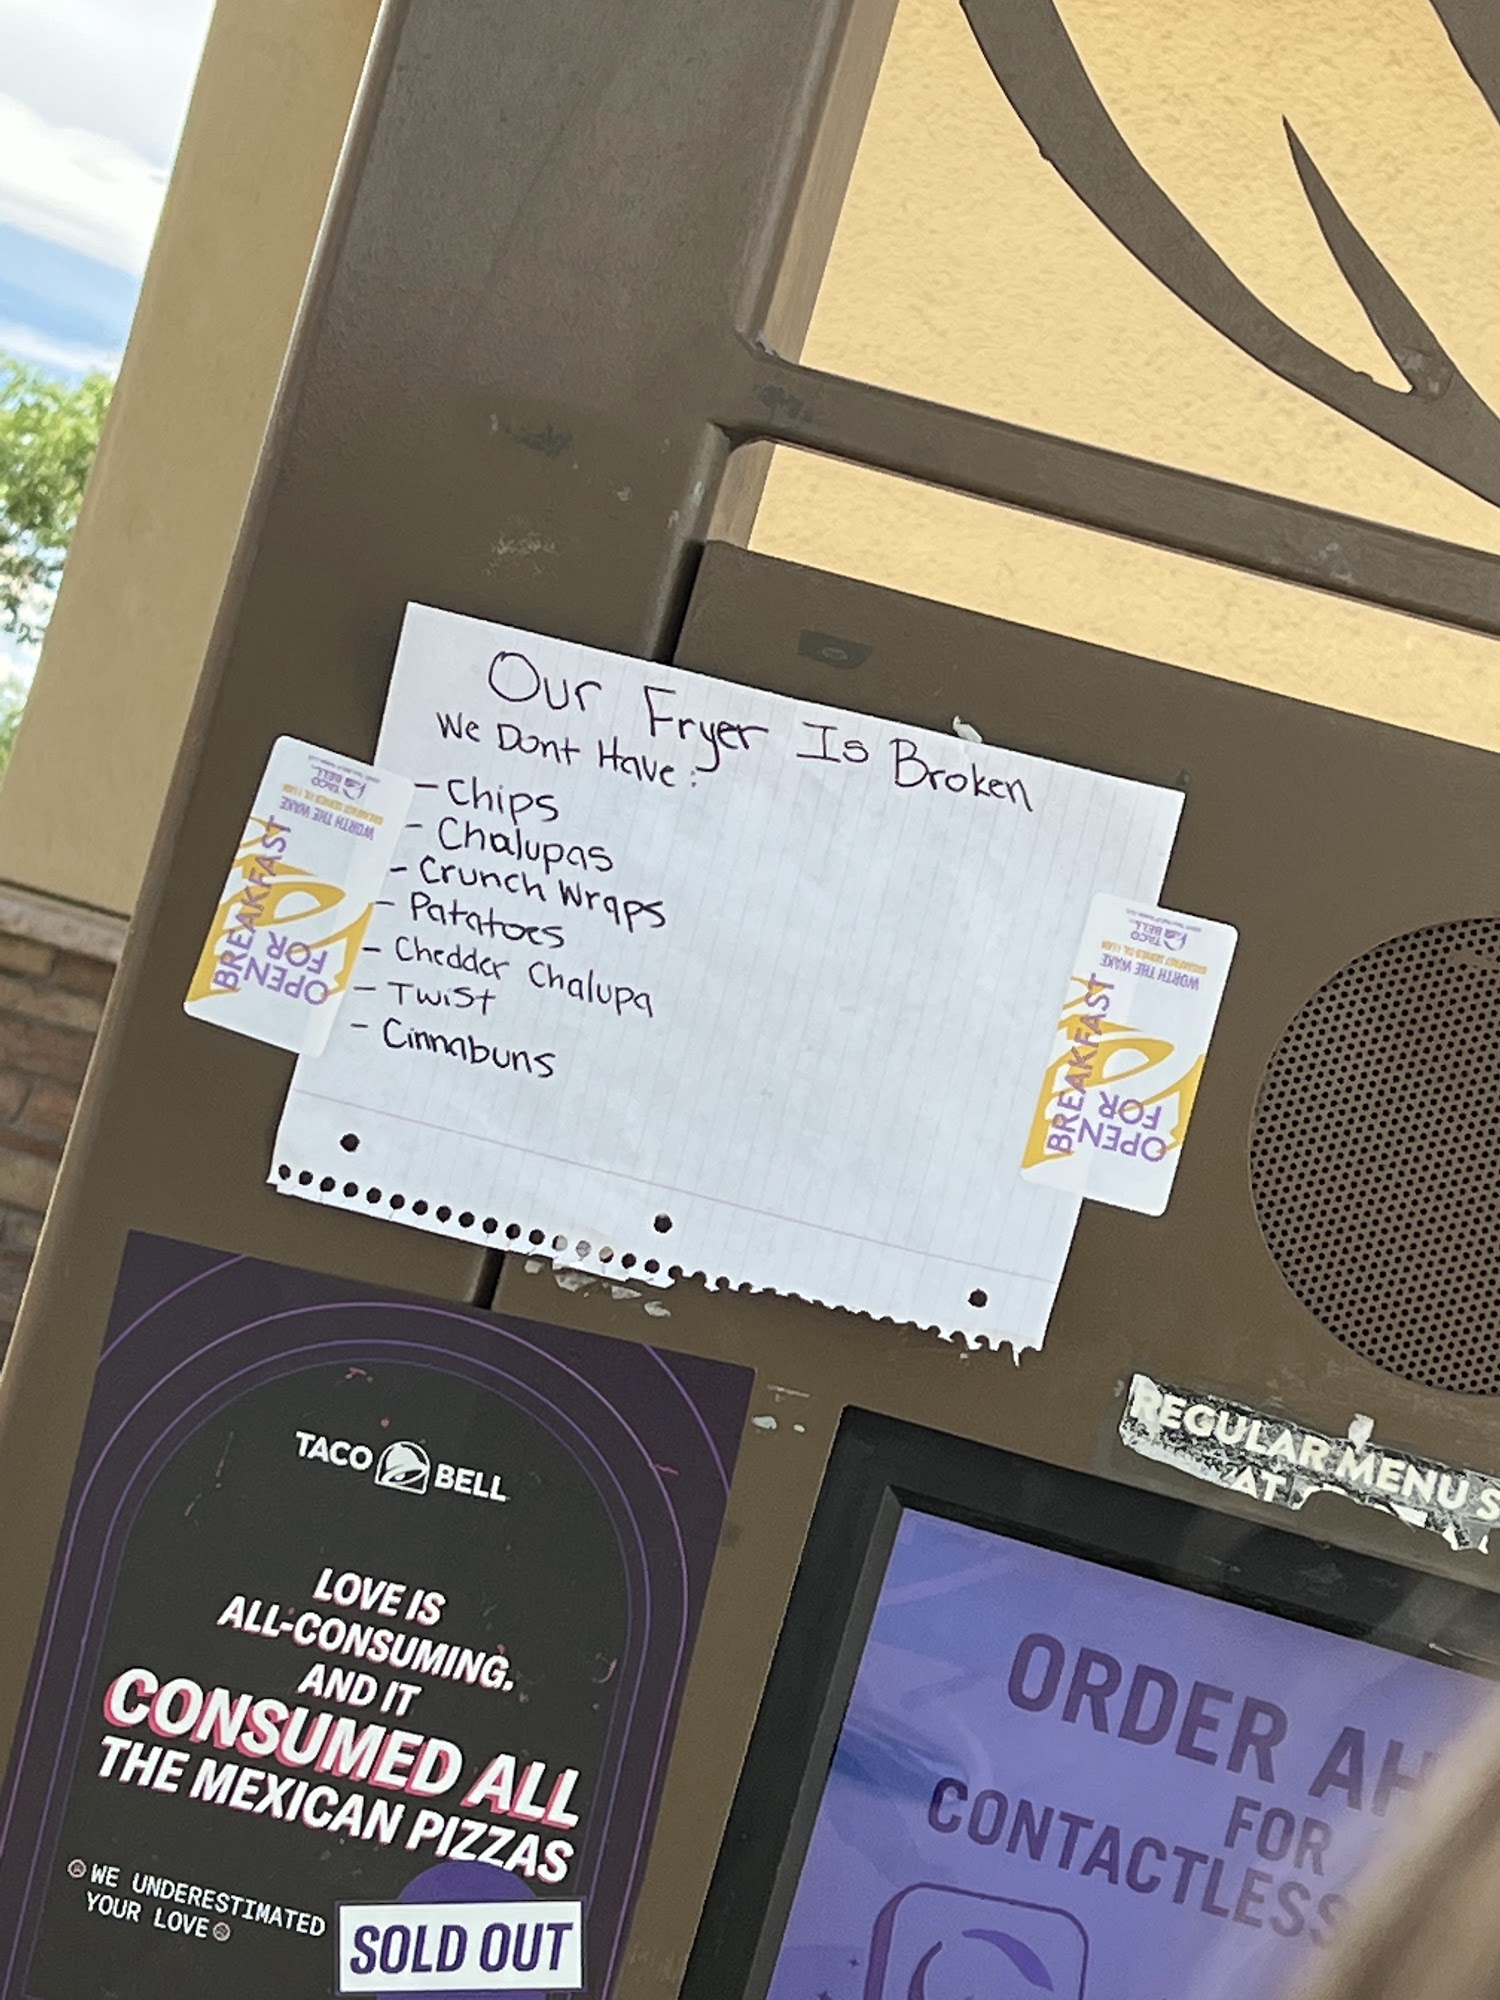 Our Fryer Is Broken
We Dont Have:
- Chips
- Chalupas
- Crunch Wraps
- Patatoes
- Chedder Chalupa
- Twist
- Cinnabuns
TACO BELL
WORTH THE WAKE
OPEN
FOR
BREAKFAST
TACO BELL
WORTH THE WAKE
OPEN
FOR
BREAKFAST
REGULAR MENU S
AT
TACO BELL
LOVE IS
ALL-CONSUMING.
AND IT
CONSUMED ALL
THE MEXICAN PIZZAS
WE UNDERESTIMATED
YOUR LOVE
SOLD OUT
ORDER AH
FOR
CONTACTLESS